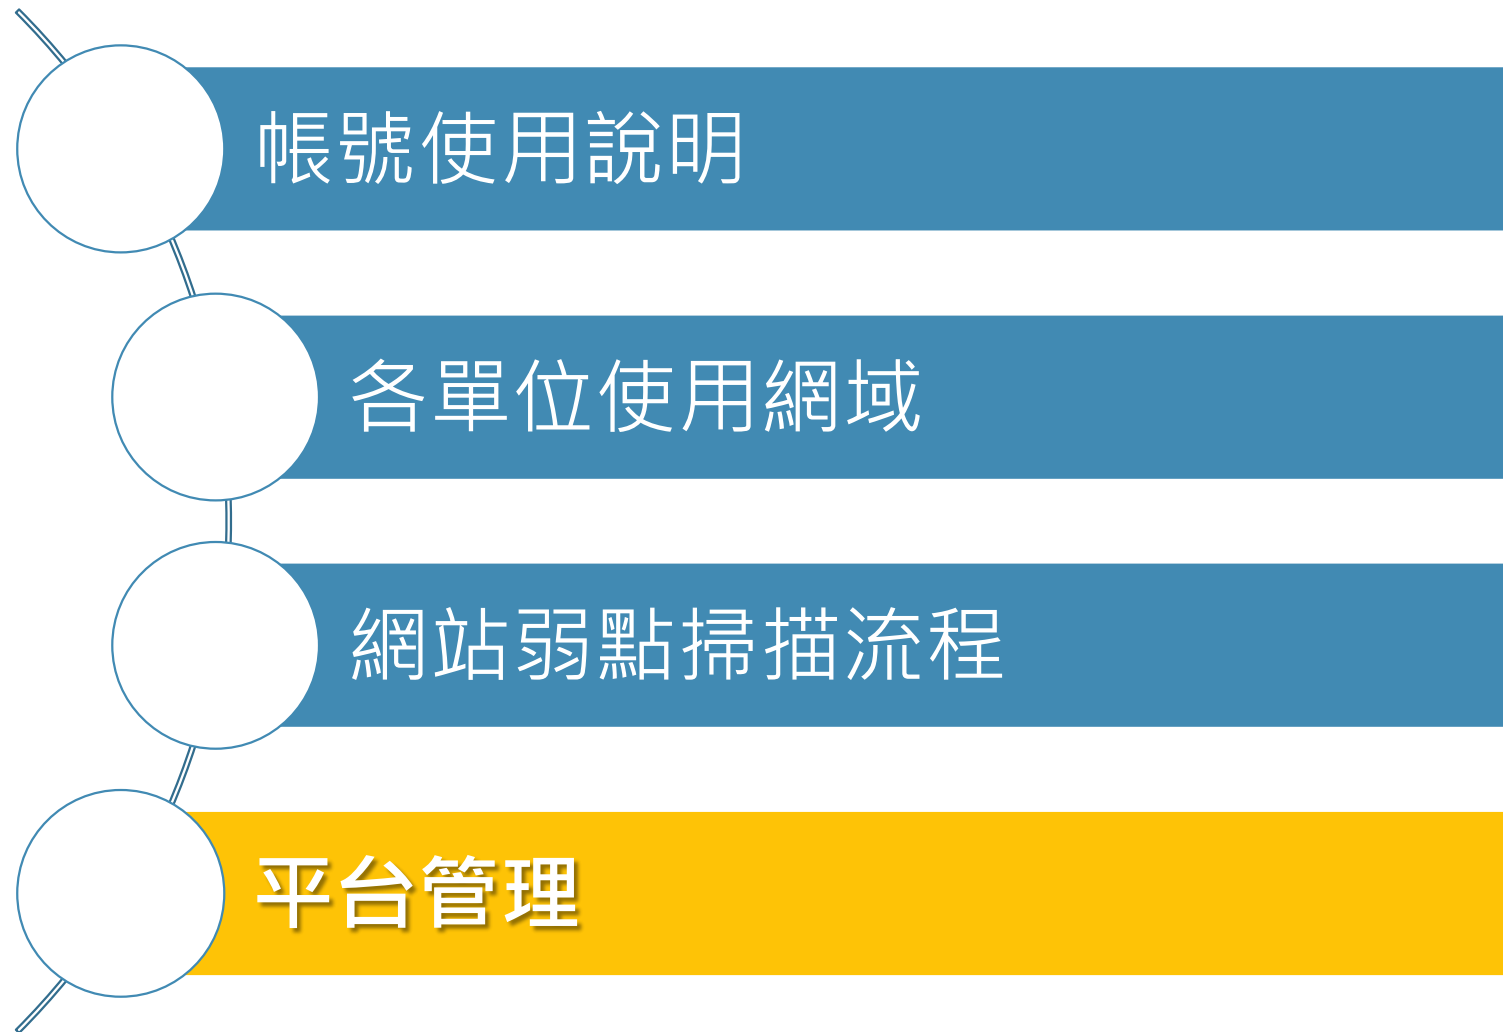 帳號使用說明
各單位使用網域
網站弱點掃描流程
平台管理